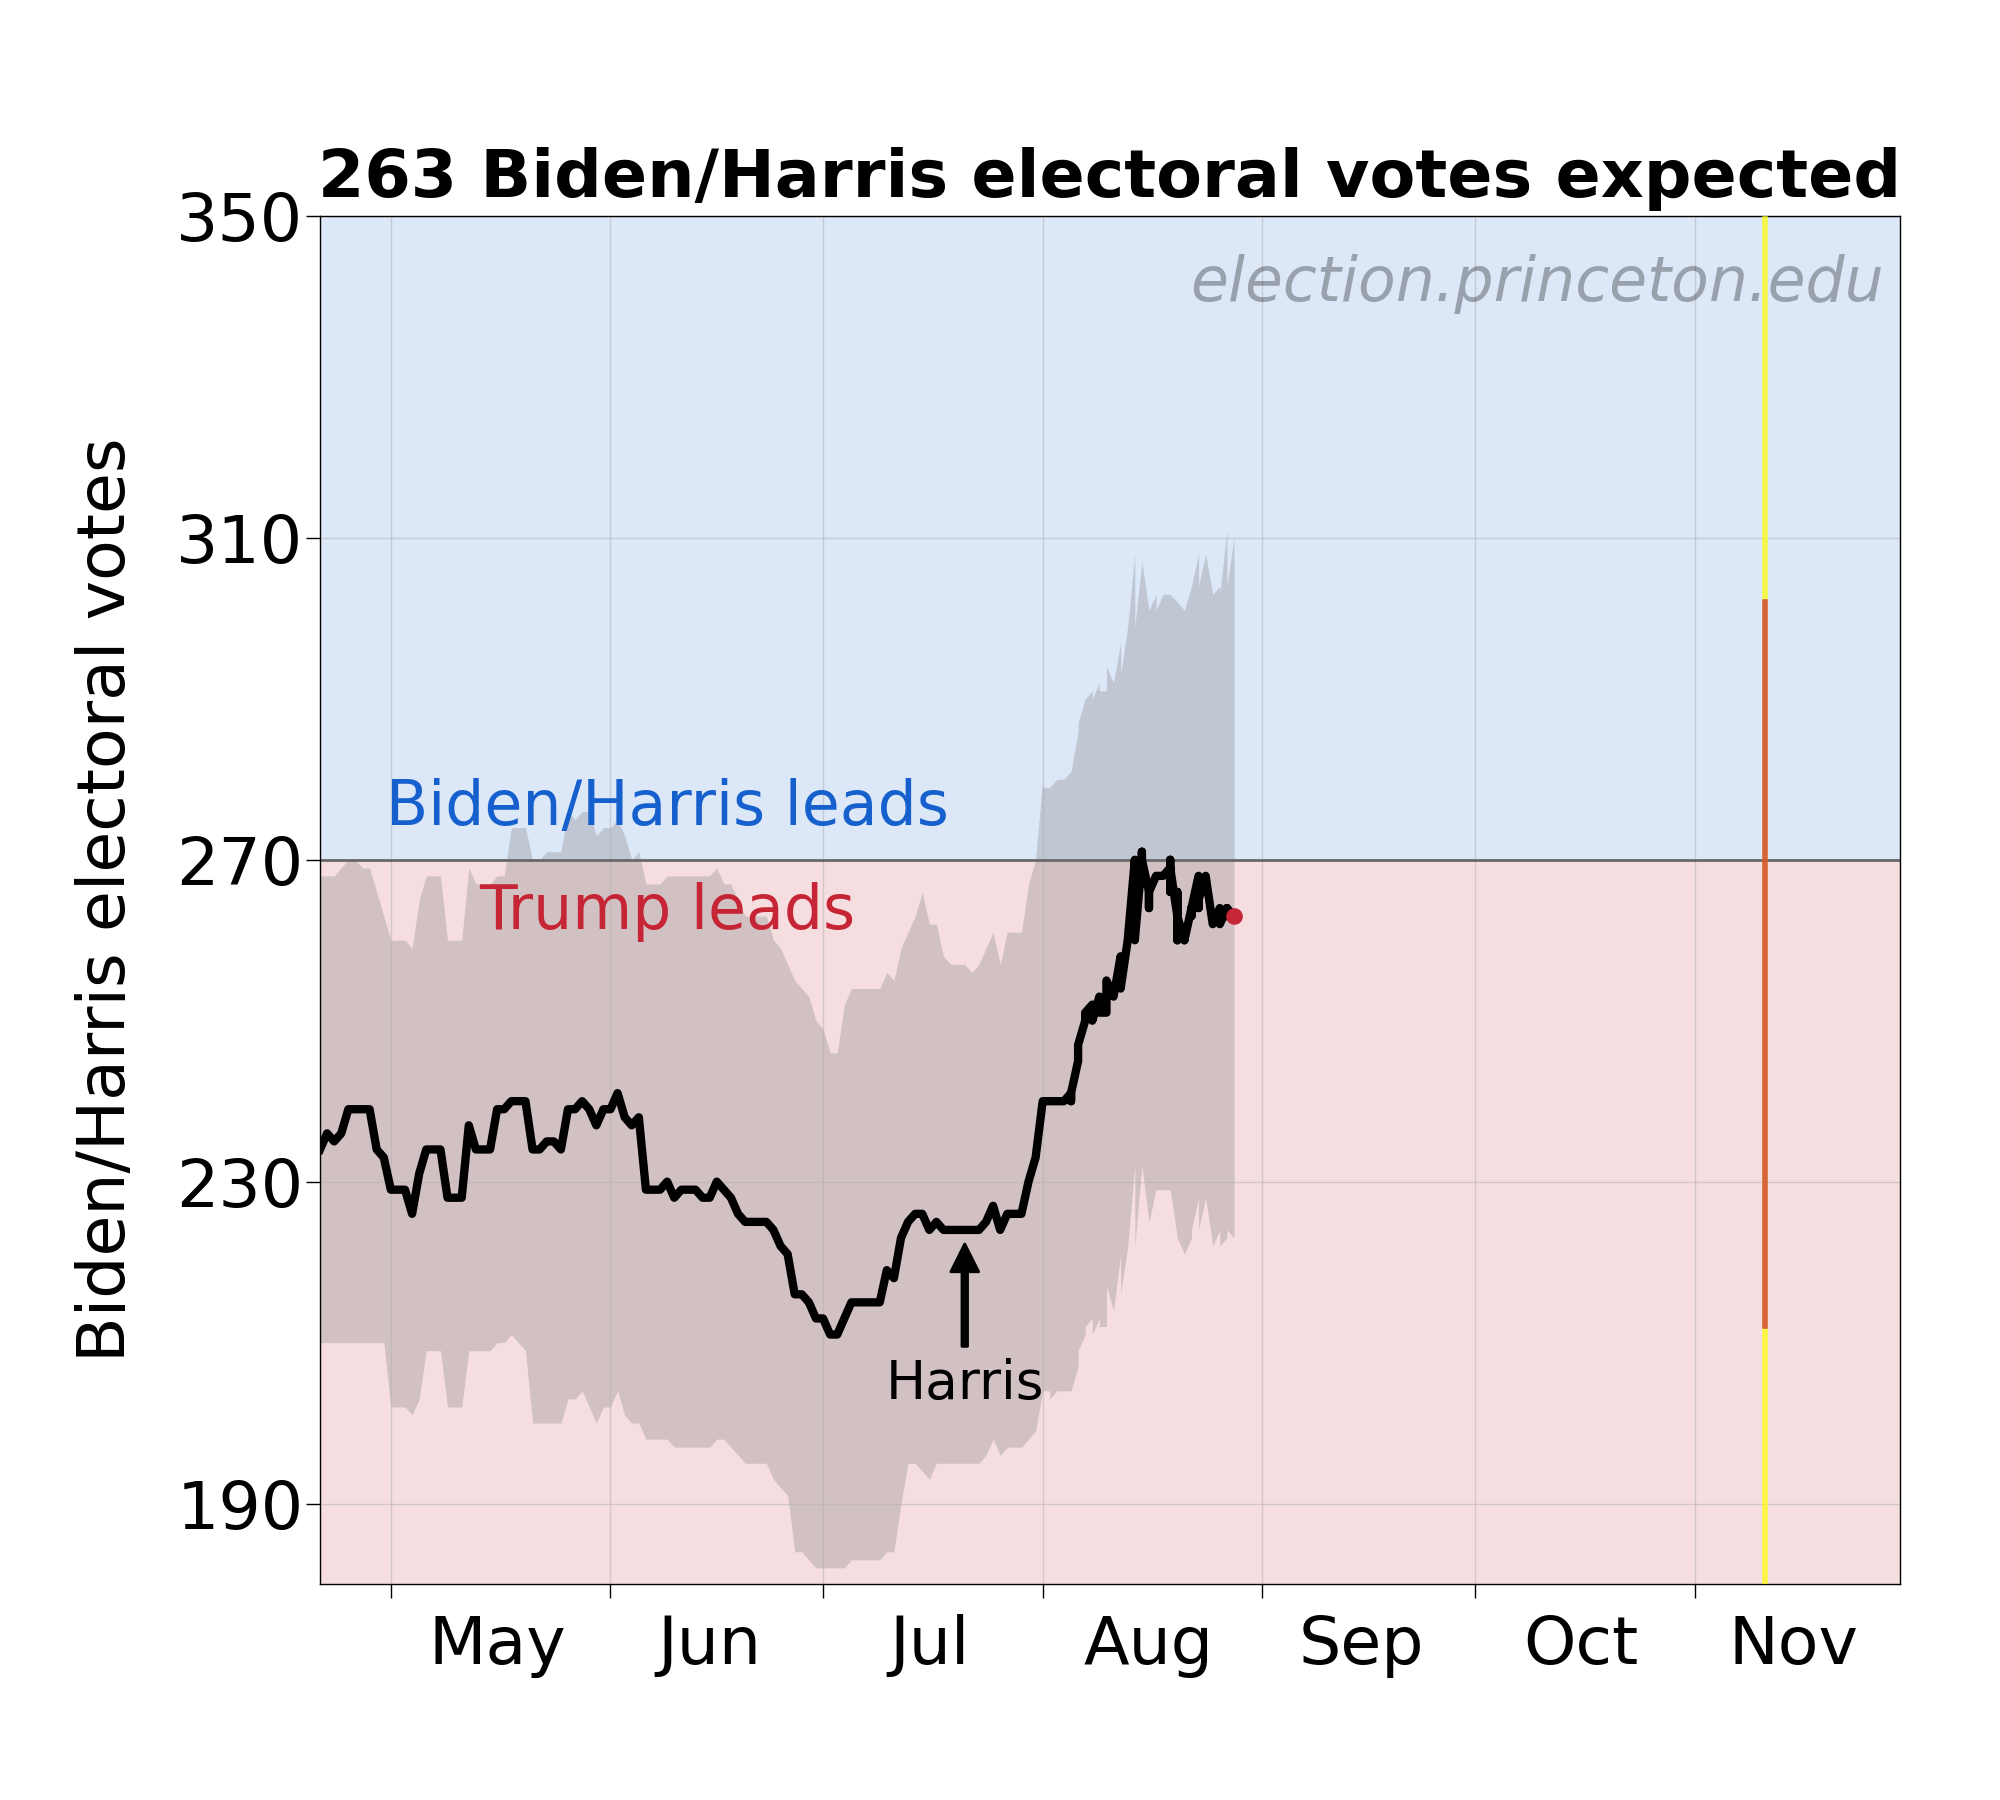 263 Biden/Harris electoral votes expected
350
election.princeton.edu
310
Biden/Harris electoral votes
Biden/Harris leads
270
Trump leads
230
Harris
190
May Jun Jul Aug Sep Oct Nov